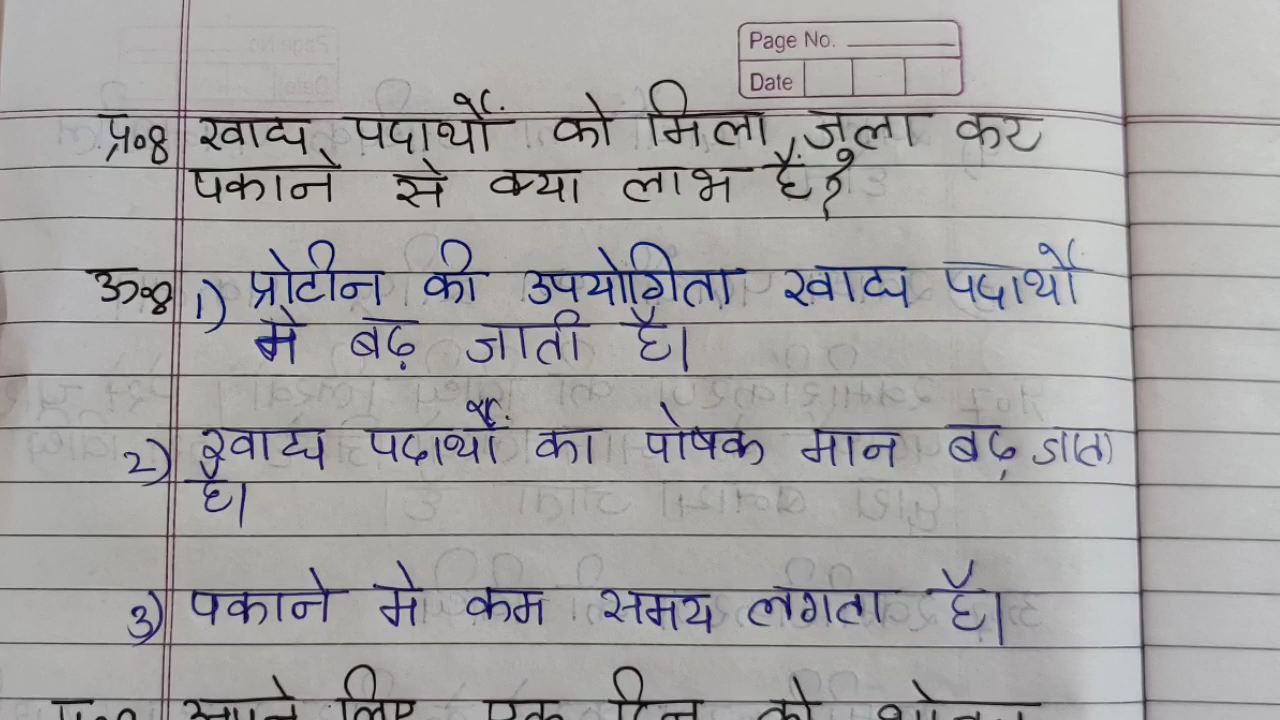 Page No.
Date
प्र०8 खाद्य पदार्थों को मिला जुला कर
पकाने से क्या लाभ हैं?
उ०8 1) प्रोटीन की उपयोगिता खाद्य पदार्थो
मे बढ़ जाती है।
2) खाद्य पदार्थों का पोषक मान बढ़ जाता
है।
3) पकाने मे कम समय लगता है।
लिए एक दिन